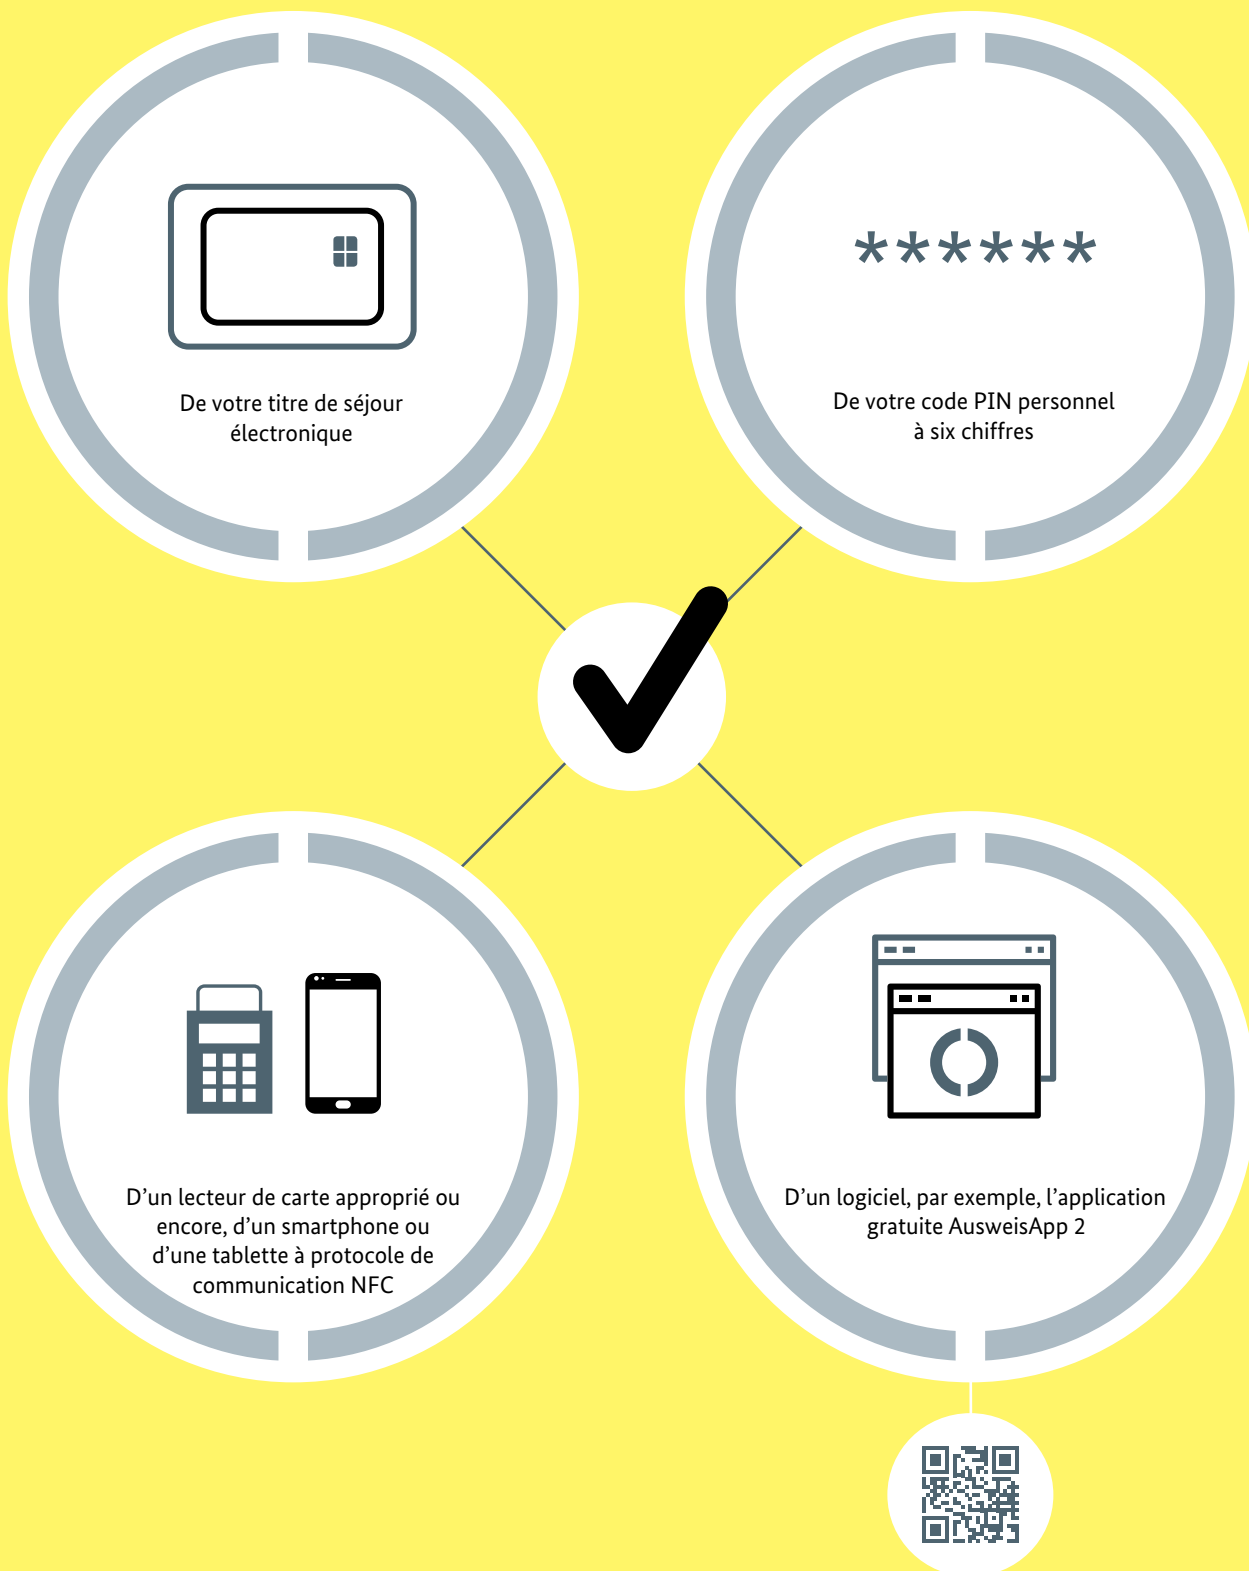 De votre titre de séjour
électronique
******
De votre code PIN personnel
à six chiffres
D’un lecteur de carte approprié ou
encore, d’un smartphone ou
d’une tablette à protocole de
communication NFC
D’un logiciel, par exemple, l’application
gratuite AusweisApp 2